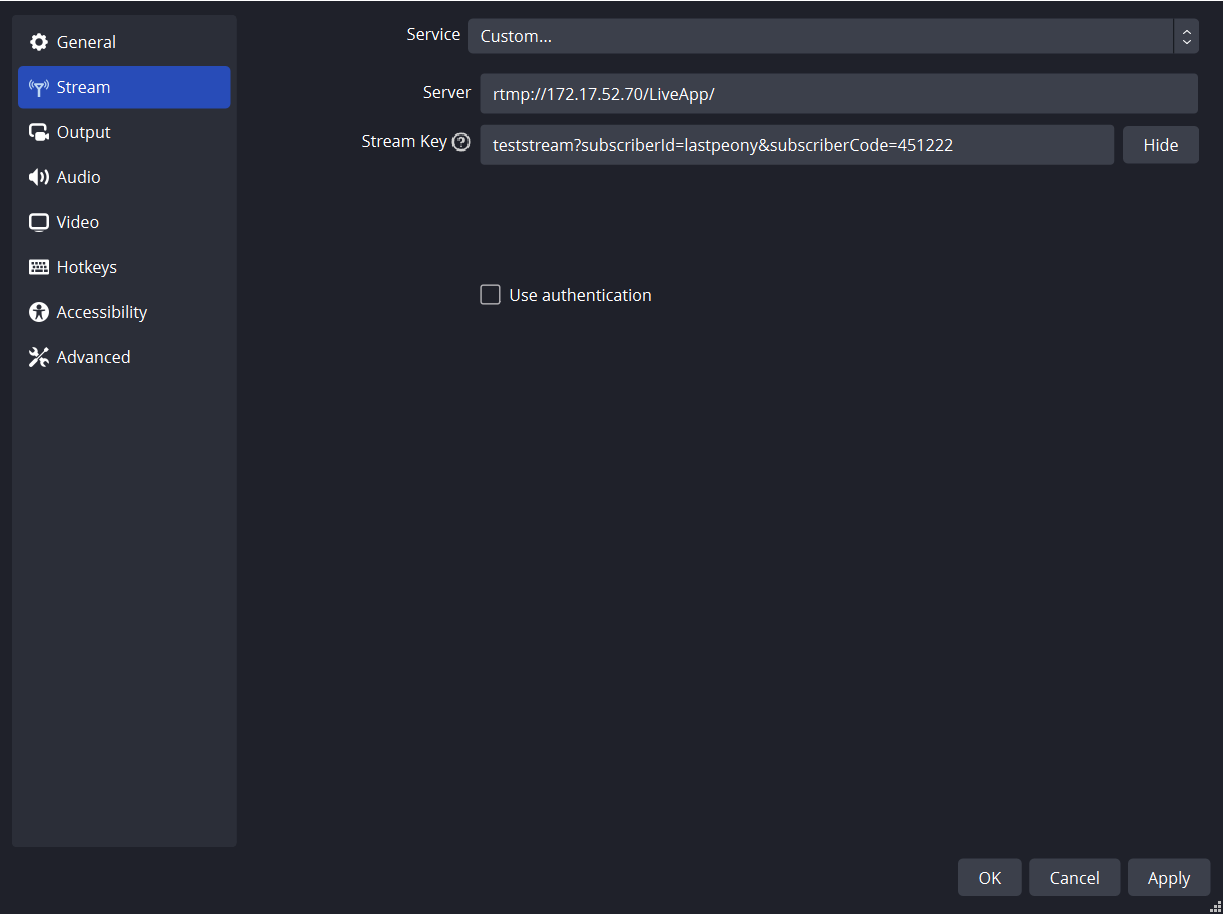 General
Stream
Output
Audio
Video
Hotkeys
Accessibility
Advanced
Service Custom...
Server rtmp://172.17.52.70/LiveApp/
Stream Key ? teststream?subscriberId=lastpeony&subscriberCode=451222 Hide
Use authentication
OK Cancel Apply